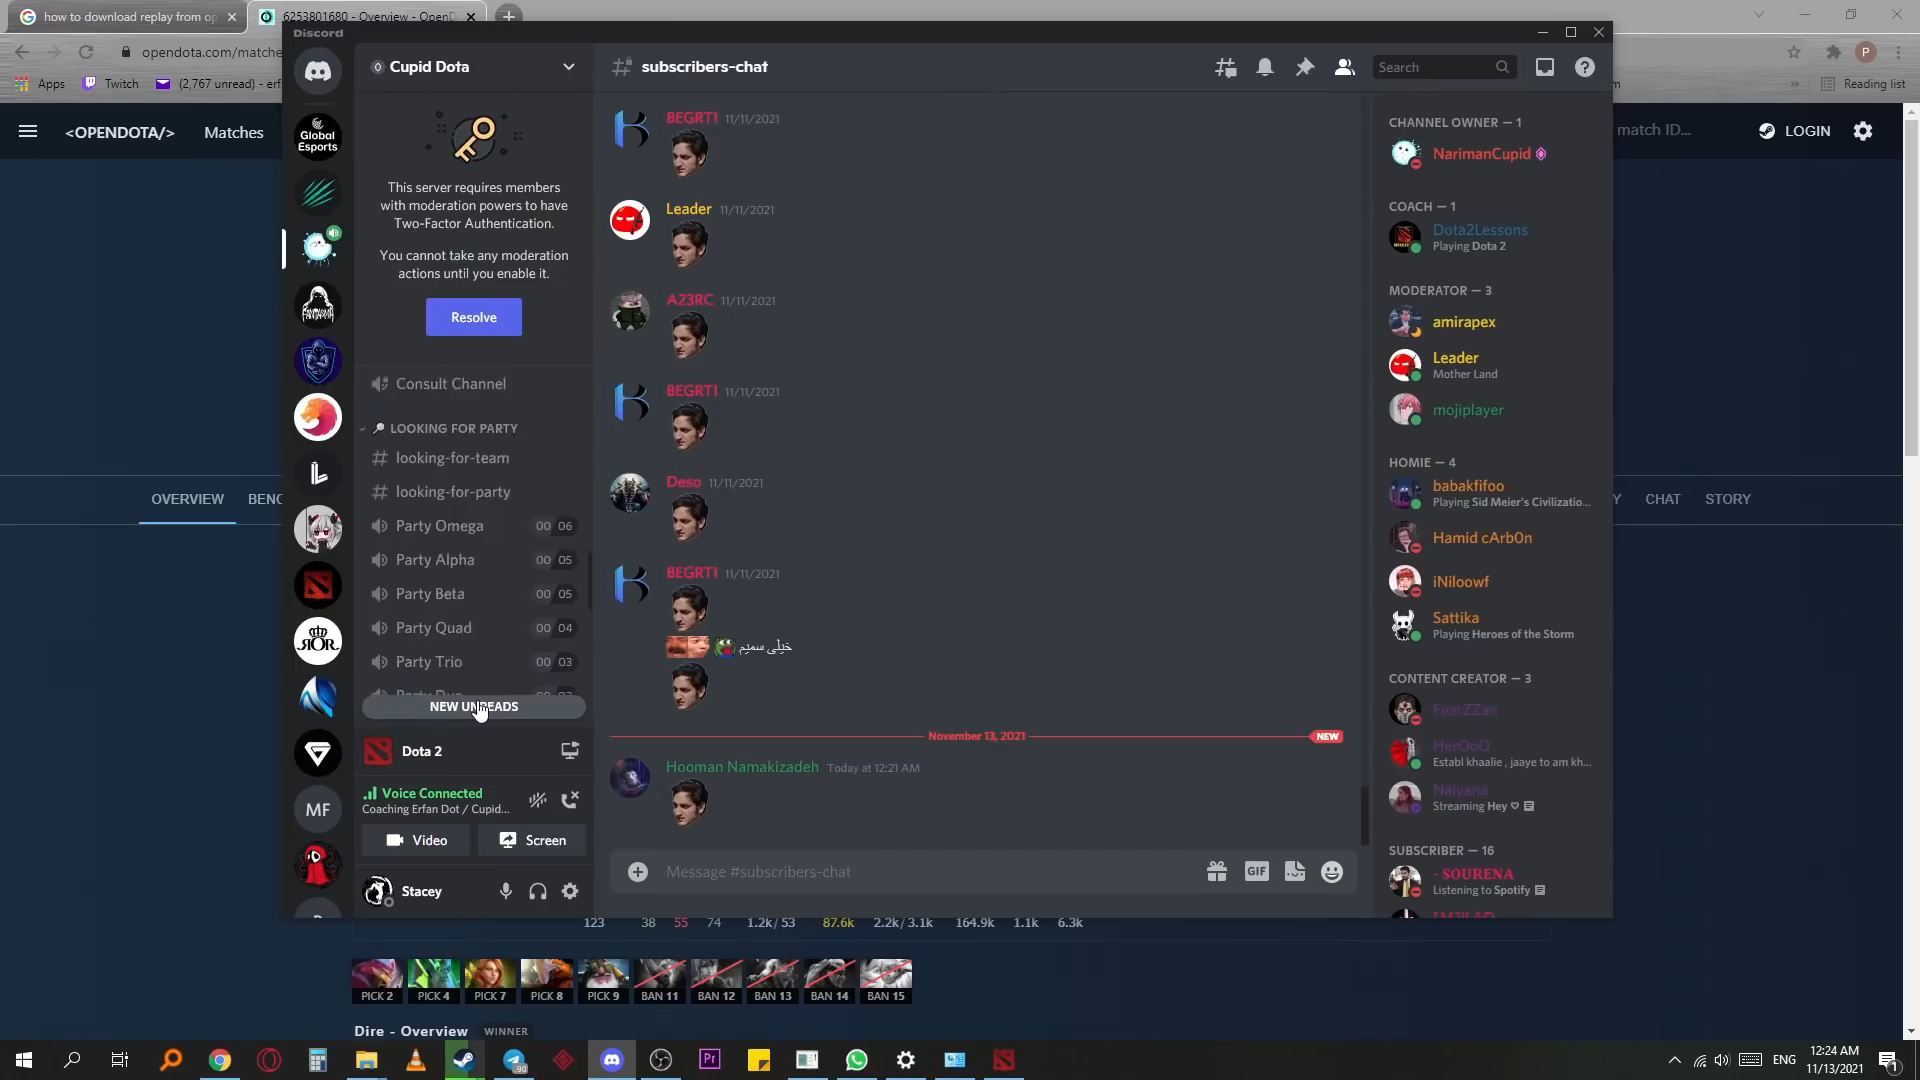 how to download replay from op
6253801680 - Overview - OpenD
opendota.com/matche
Apps
Twitch
(2,767 unread) - erf
Reading list
<OPENDOTA/>
Matches
match ID...
LOGIN
OVERVIEW
BENC
Y
CHAT
STORY
Discord
Global
Esports
FANTASMA
ROR
MF
Cupid Dota
This server requires members
with moderation powers to have
Two-Factor Authentication.
You cannot take any moderation
actions until you enable it.
Resolve
Consult Channel
LOOKING FOR PARTY
looking-for-team
looking-for-party
Party Omega 00 06
Party Alpha 00 05
Party Beta 00 05
Party Quad 00 04
Party Trio 00 03
NEW UNREADS
Dota 2
Voice Connected
Coaching Erfan Dot / Cupid...
Video
Screen
Stacey
subscribers-chat
Search
BEGRTI 11/11/2021
Leader 11/11/2021
A23RC 11/11/2021
BEGRTI 11/11/2021
Deso 11/11/2021
BEGRTI 11/11/2021
خیلی سمیم
November 13, 2021
NEW
Hooman Namakizadeh Today at 12:21 AM
Message #subscribers-chat
GIF
CHANNEL OWNER — 1
NarimanCupid
COACH — 1
Dota2Lessons
Playing Dota 2
MODERATOR — 3
amirapex
Leader
Mother Land
mojiplayer
HOMIE — 4
babakfifoo
Playing Sid Meier's Civilizatio...
Hamid cArb0n
iNiloowf
Sattika
Playing Heroes of the Storm
CONTENT CREATOR — 3
FearZZan
HerOoO
Establ khaalie , jaaye to am kh...
Naiyana
Streaming Hey
SUBSCRIBER — 16
- SOURENA
Listening to Spotify
123 38 55 74 1.2k/ 53 87.6k 2.2k/ 3.1k 164.9k 1.1k 6.3k
PICK 2 PICK 4 PICK 7 PICK 8 PICK 9 BAN 11 BAN 12 BAN 13 BAN 14 BAN 15
Dire - Overview WINNER
90
Pr
ENG
12:24 AM
11/13/2021
1
P